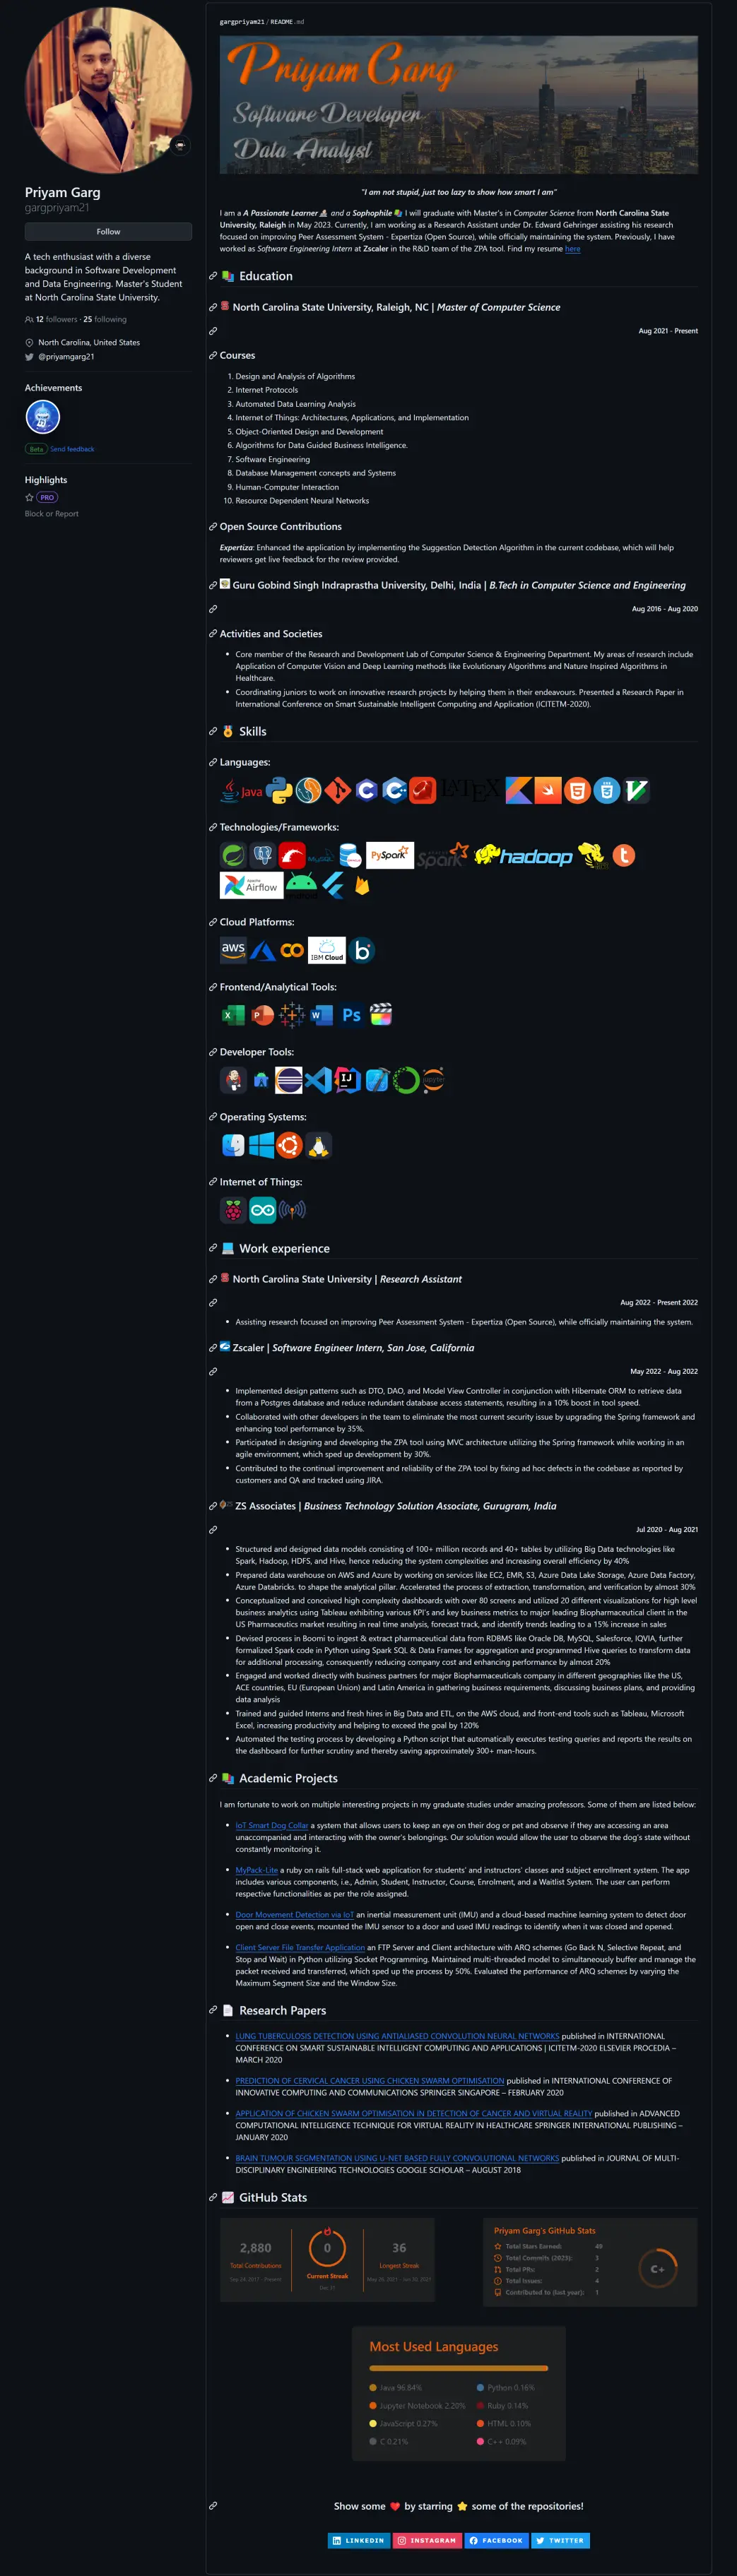 gargpriyam21/README.md
Priyam Garg
Software Developer
Data Analyst
Priyam Garg
gargpriyam21
Follow
A tech enthusiast with a diverse
background in Software Development
and Data Engineering. Master's Student
at North Carolina State University.
12 followers · 25 following
North Carolina, United States
@priyamgarg21
Achievements
Beta Send feedback
Highlights
PRO
Block or Report
"I am not stupid, just too lazy to show how smart I am"
I am a A Passionate Learner and a Sophophile I will graduate with Master's in Computer Science from North Carolina State
University, Raleigh in May 2023. Currently, I am working as a Research Assistant under Dr. Edward Gehringer assisting his research
focused on improving Peer Assessment System - Expertiza (Open Source), while officially maintaining the system. Previously, I have
worked as Software Engineering Intern at Zscaler in the R&D team of the ZPA tool. Find my resume here
Education
North Carolina State University, Raleigh, NC | Master of Computer Science
Aug 2021 - Present
Courses
1. Design and Analysis of Algorithms
2. Internet Protocols
3. Automated Data Learning Analysis
4. Internet of Things: Architectures, Applications, and Implementation
5. Object-Oriented Design and Development
6. Algorithms for Data Guided Business Intelligence.
7. Software Engineering
8. Database Management concepts and Systems
9. Human-Computer Interaction
10. Resource Dependent Neural Networks
Open Source Contributions
Expertiza: Enhanced the application by implementing the Suggestion Detection Algorithm in the current codebase, which will help
reviewers get live feedback for the review provided.
Guru Gobind Singh Indraprastha University, Delhi, India | B.Tech in Computer Science and Engineering
Aug 2016 - Aug 2020
Activities and Societies
• Core member of the Research and Development Lab of Computer Science & Engineering Department. My areas of research include
Application of Computer Vision and Deep Learning methods like Evolutionary Algorithms and Nature Inspired Algorithms in
Healthcare.
• Coordinating juniors to work on innovative research projects by helping them in their endeavours. Presented a Research Paper in
International Conference on Smart Sustainable Intelligent Computing and Application (ICITETM-2020).
Skills
Languages:
Java LATEX
Technologies/Frameworks:
MySQL PySpark Spark hadoop
Apache Airflow
Cloud Platforms:
aws IBM Cloud b
Frontend/Analytical Tools:
X P W Ps
Developer Tools:
IJ jupyter
Operating Systems:
Internet of Things:
Work experience
North Carolina State University | Research Assistant
Aug 2022 - Present 2022
• Assisting research focused on improving Peer Assessment System - Expertiza (Open Source), while officially maintaining the system.
Zscaler | Software Engineer Intern, San Jose, California
May 2022 - Aug 2022
• Implemented design patterns such as DTO, DAO, and Model View Controller in conjunction with Hibernate ORM to retrieve data
from a Postgres database and reduce redundant database access statements, resulting in a 10% boost in tool speed.
• Collaborated with other developers in the team to eliminate the most current security issue by upgrading the Spring framework and
enhancing tool performance by 35%.
• Participated in designing and developing the ZPA tool using MVC architecture utilizing the Spring framework while working in an
agile environment, which sped up development by 30%.
• Contributed to the continual improvement and reliability of the ZPA tool by fixing ad hoc defects in the codebase as reported by
customers and QA and tracked using JIRA.
ZS Associates | Business Technology Solution Associate, Gurugram, India
Jul 2020 - Aug 2021
• Structured and designed data models consisting of 100+ million records and 40+ tables by utilizing Big Data technologies like
Spark, Hadoop, HDFS, and Hive, hence reducing the system complexities and increasing overall efficiency by 40%
• Prepared data warehouse on AWS and Azure by working on services like EC2, EMR, S3, Azure Data Lake Storage, Azure Data Factory,
Azure Databricks. to shape the analytical pillar. Accelerated the process of extraction, transformation, and verification by almost 30%
• Conceptualized and conceived high complexity dashboards with over 80 screens and utilized 20 different visualizations for high level
business analytics using Tableau exhibiting various KPI's and key business metrics to major leading Biopharmaceutical client in the
US Pharmaceutics market resulting in real time analysis, forecast track, and identify trends leading to a 15% increase in sales
• Devised process in Boomi to ingest & extract pharmaceutical data from RDBMS like Oracle DB, MySQL, Salesforce, IQVIA, further
formalized Spark code in Python using Spark SQL & Data Frames for aggregation and programmed Hive queries to transform data
for additional processing, consequently reducing company cost and enhancing performance by almost 20%
• Engaged and worked directly with business partners for major Biopharmaceuticals company in different geographies like the US,
ACE countries, EU (European Union) and Latin America in gathering business requirements, discussing business plans, and providing
data analysis
• Trained and guided Interns and fresh hires in Big Data and ETL, on the AWS cloud, and front-end tools such as Tableau, Microsoft
Excel, increasing productivity and helping to exceed the goal by 120%
• Automated the testing process by developing a Python script that automatically executes testing queries and reports the results on
the dashboard for further scrutiny and thereby saving approximately 300+ man-hours.
Academic Projects
I am fortunate to work on multiple interesting projects in my graduate studies under amazing professors. Some of them are listed below:
• IoT Smart Dog Collar a system that allows users to keep an eye on their dog or pet and observe if they are accessing an area
unaccompanied and interacting with the owner's belongings. Our solution would allow the user to observe the dog's state without
constantly monitoring it.
• MyPack-Lite a ruby on rails full-stack web application for students' and instructors' classes and subject enrollment system. The app
includes various components, i.e., Admin, Student, Instructor, Course, Enrolment, and a Waitlist System. The user can perform
respective functionalities as per the role assigned.
• Door Movement Detection via IoT an inertial measurement unit (IMU) and a cloud-based machine learning system to detect door
open and close events, mounted the IMU sensor to a door and used IMU readings to identify when it was closed and opened.
• Client Server File Transfer Application an FTP Server and Client architecture with ARQ schemes (Go Back N, Selective Repeat, and
Stop and Wait) in Python utilizing Socket Programming. Maintained multi-threaded model to simultaneously buffer and manage the
packet received and transferred, which sped up the process by 50%. Evaluated the performance of ARQ schemes by varying the
Maximum Segment Size and the Window Size.
Research Papers
• LUNG TUBERCULOSIS DETECTION USING ANTIALIASED CONVOLUTION NEURAL NETWORKS published in INTERNATIONAL
CONFERENCE ON SMART SUSTAINABLE INTELLIGENT COMPUTING AND APPLICATIONS | ICITETM-2020 ELSEVIER PROCEDIA –
MARCH 2020
• PREDICTION OF CERVICAL CANCER USING CHICKEN SWARM OPTIMISATION published in INTERNATIONAL CONFERENCE OF
INNOVATIVE COMPUTING AND COMMUNICATIONS SPRINGER SINGAPORE – FEBRUARY 2020
• APPLICATION OF CHICKEN SWARM OPTIMISATION IN DETECTION OF CANCER AND VIRTUAL REALITY published in ADVANCED
COMPUTATIONAL INTELLIGENCE TECHNIQUE FOR VIRTUAL REALITY IN HEALTHCARE SPRINGER INTERNATIONAL PUBLISHING –
JANUARY 2020
• BRAIN TUMOUR SEGMENTATION USING U-NET BASED FULLY CONVOLUTIONAL NETWORKS published in JOURNAL OF MULTI-
DISCIPLINARY ENGINEERING TECHNOLOGIES GOOGLE SCHOLAR – AUGUST 2018
GitHub Stats
2,880
Total Contributions
Sep 24, 2017 - Present
0
Current Streak
Dec 31
36
Longest Streak
Priyam Garg's GitHub Stats
Total Stars Earned: 49
Total Commits (2023): 3
Total PRs: 2
Total Issues: 4
Contributed to (last year): 1
C+
Most Used Languages
Java 96.84%
Python 0.16%
Jupyter Notebook 2.20%
Ruby 0.14%
JavaScript 0.27%
HTML 0.10%
C 0.21%
C++ 0.09%
Show some by starring some of the repositories!
LINKEDIN INSTAGRAM FACEBOOK TWITTER